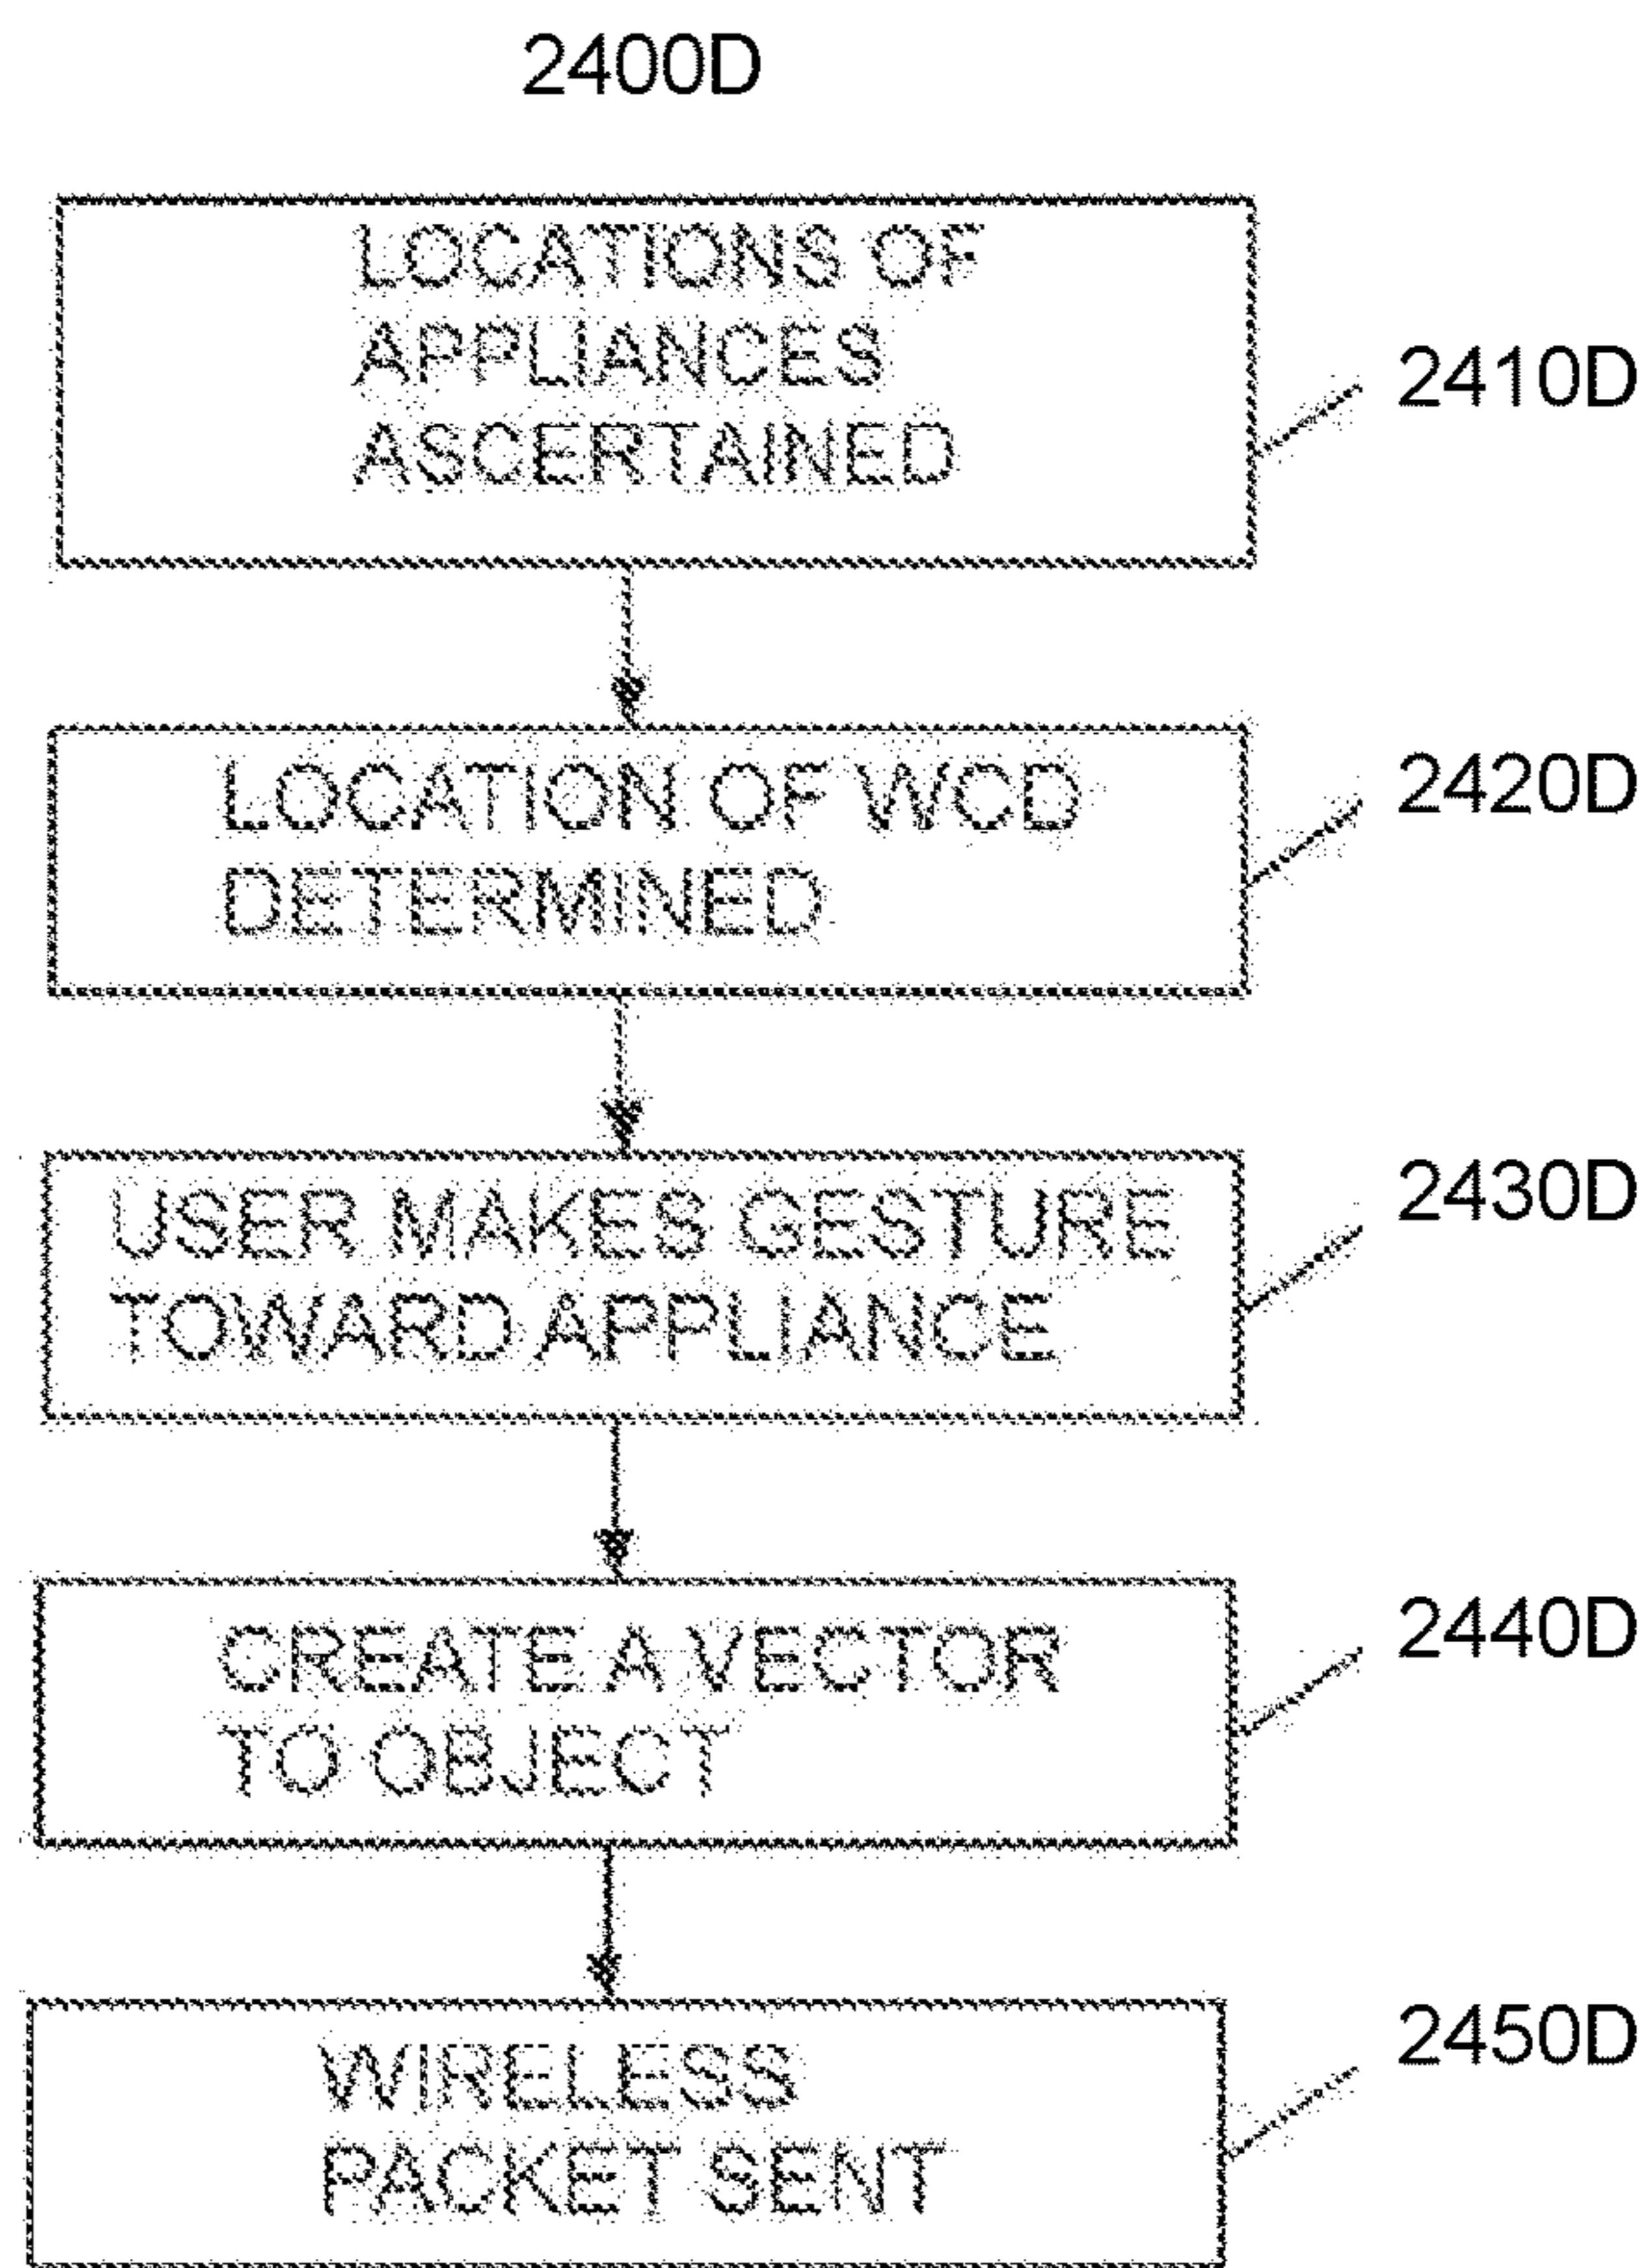 2400D
LOCATIONS OF
APPLIANCES
ASCERTAINED
2410D
LOCATION OF WCD
DETERMINED
2420D
USER MAKES GESTURE
TOWARD APPLIANCE
2430D
CREATE A VECTOR
TO OBJECT
2440D
WIRELESS
PACKET SENT
2450D